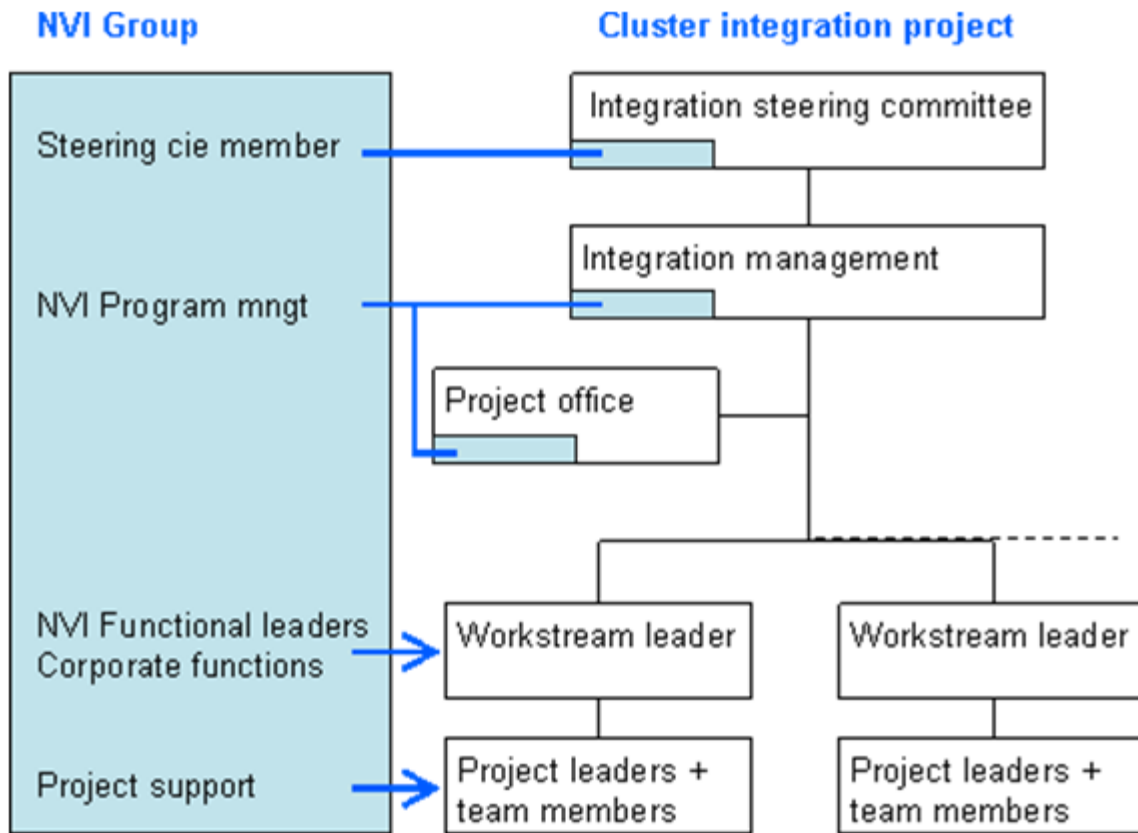 NVI Group
Cluster integration project
Steering cie member
Integration steering committee
NVI Program mngt
Integration management
Project office
NVI Functional leaders
Corporate functions
Workstream leader
Workstream leader
Project support
Project leaders +
team members
Project leaders +
team members